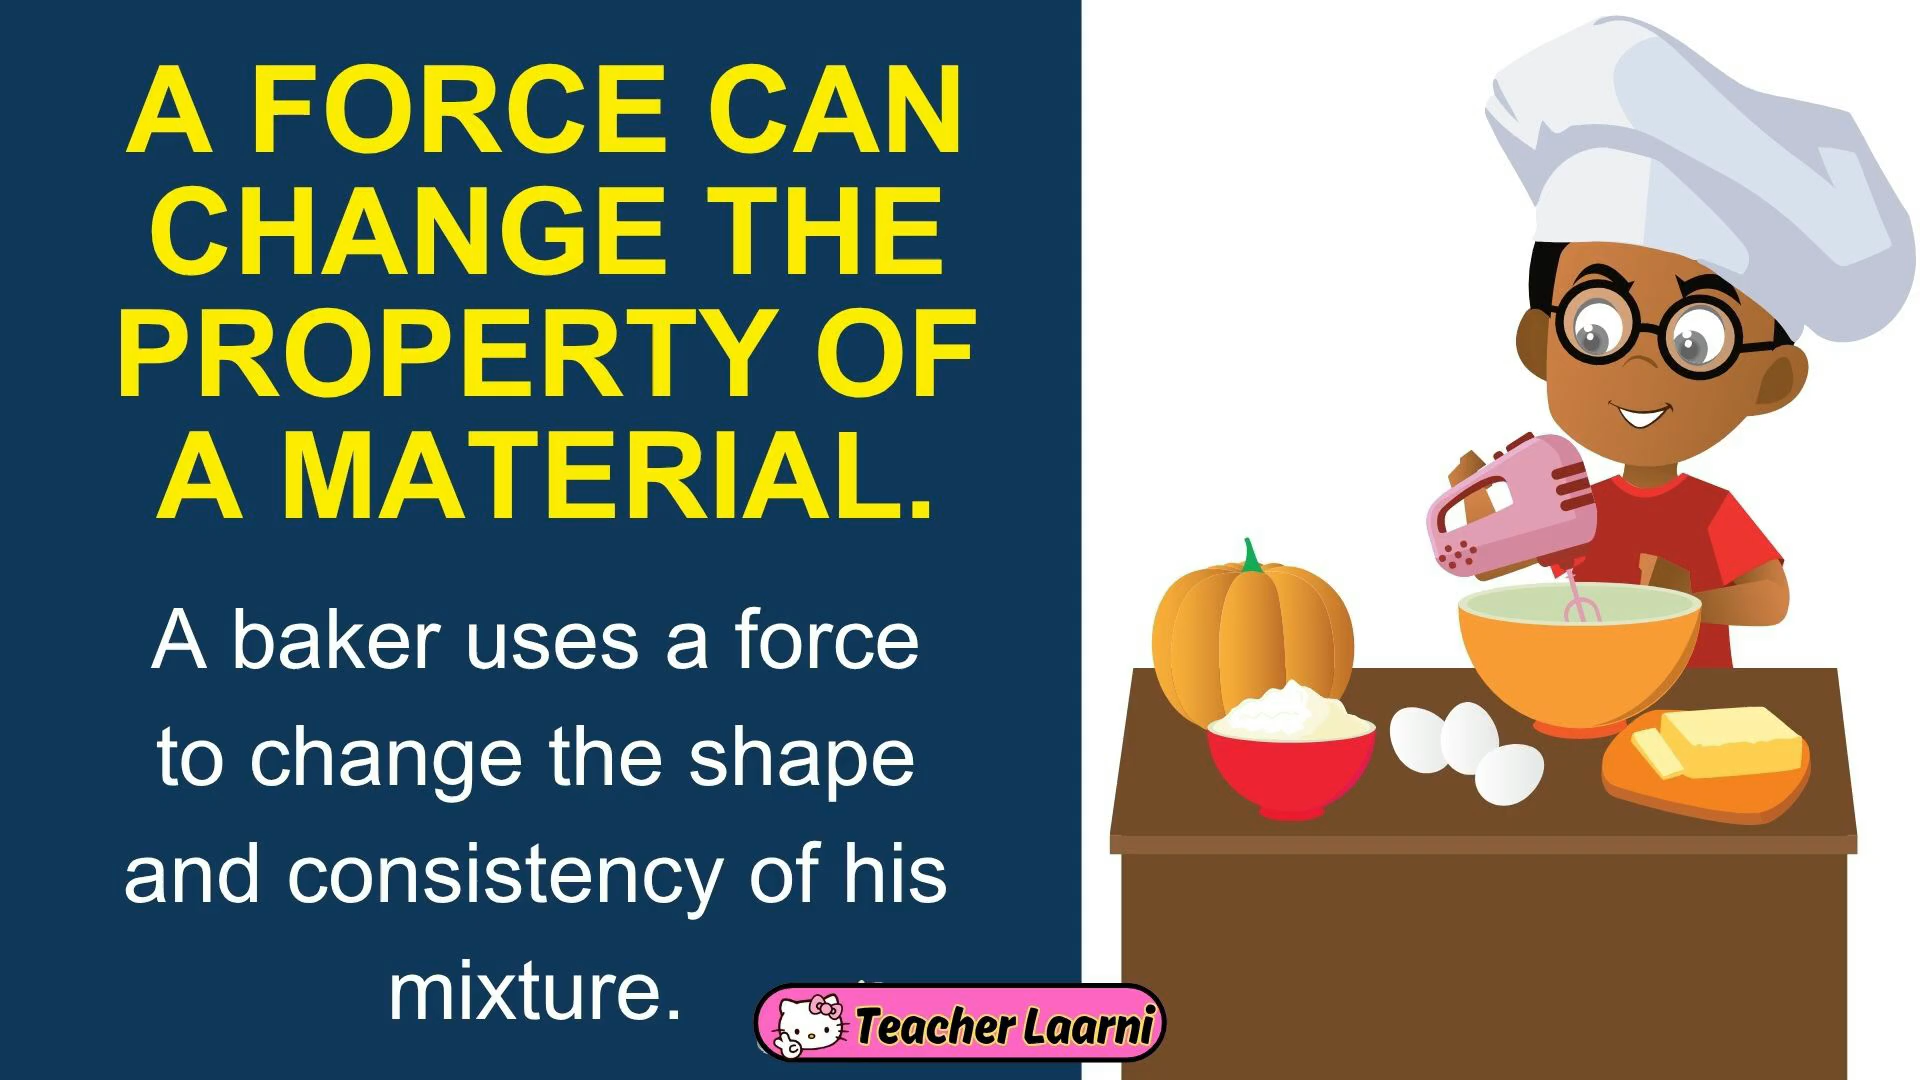 A FORCE CAN
CHANGE THE
PROPERTY OF
A MATERIAL.
A baker uses a force
to change the shape
and consistency of his
mixture.
Teacher Laarni